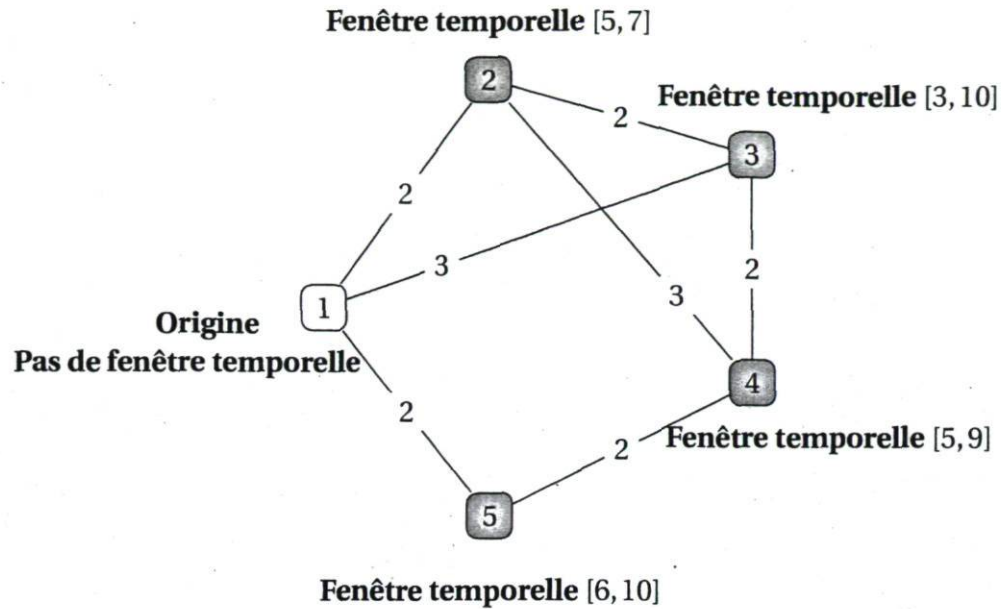 Fenêtre temporelle [5,7]
2
Fenêtre temporelle [3,10]
2
3
2
3
2
3
1
Origine
Pas de fenêtre temporelle
4
2
Fenêtre temporelle [5,9]
2
5
Fenêtre temporelle [6,10]